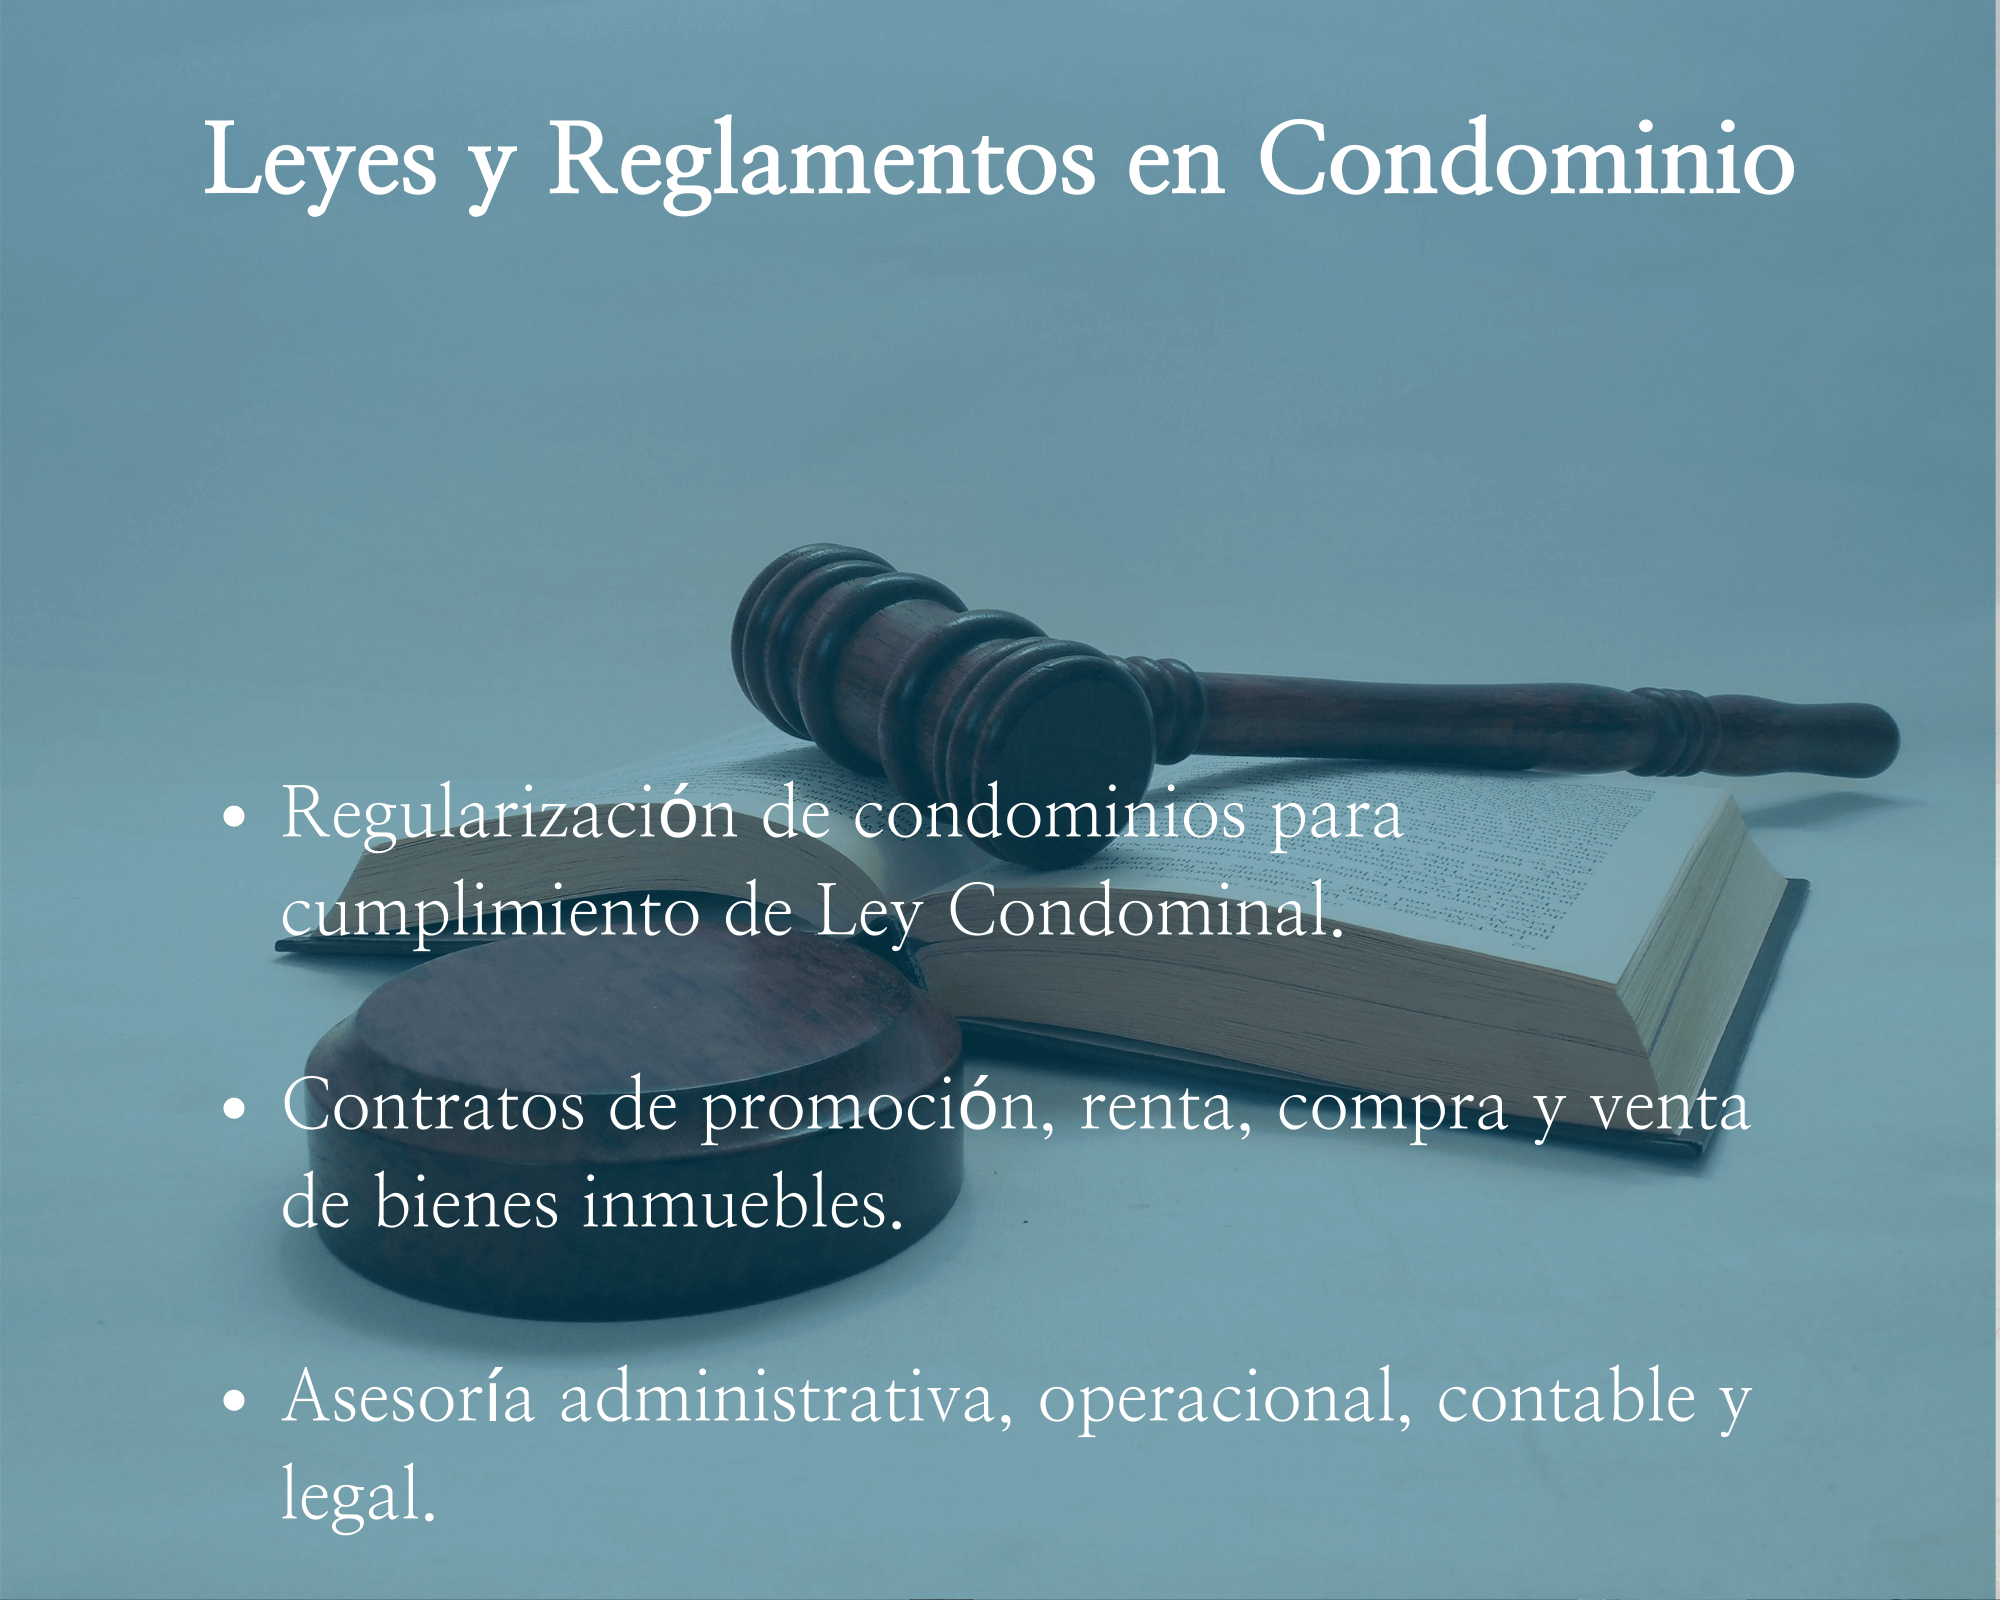 Leyes y Reglamentos en Condominio
• Regularización de condominios para
cumplimiento de Ley Condominal.
• Contratos de promoción, renta, compra y venta
de bienes inmuebles.
• Asesoría administrativa, operacional, contable y
legal.